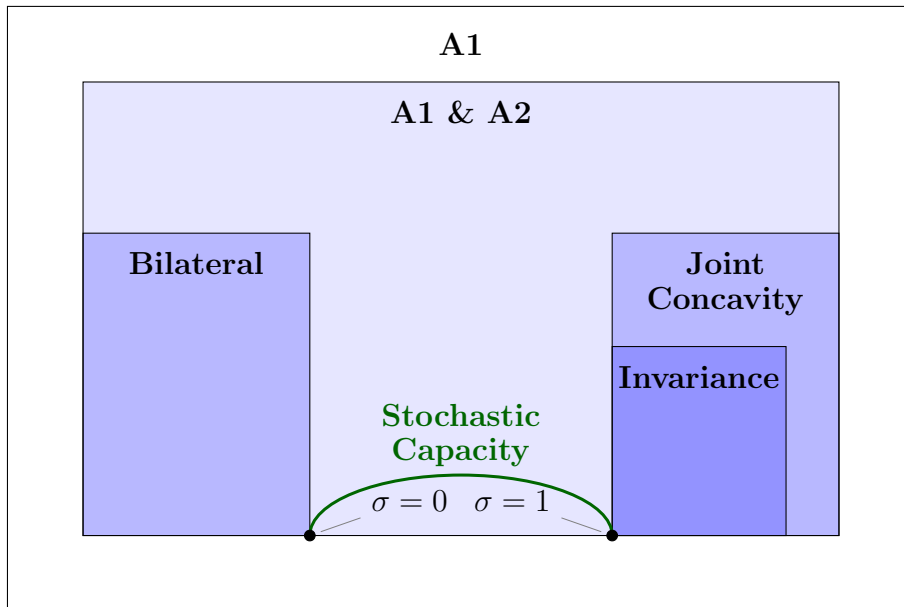 A1
A1 & A2
Bilateral
Joint
Concavity
Invariance
Stochastic
Capacity
σ = 0
σ = 1